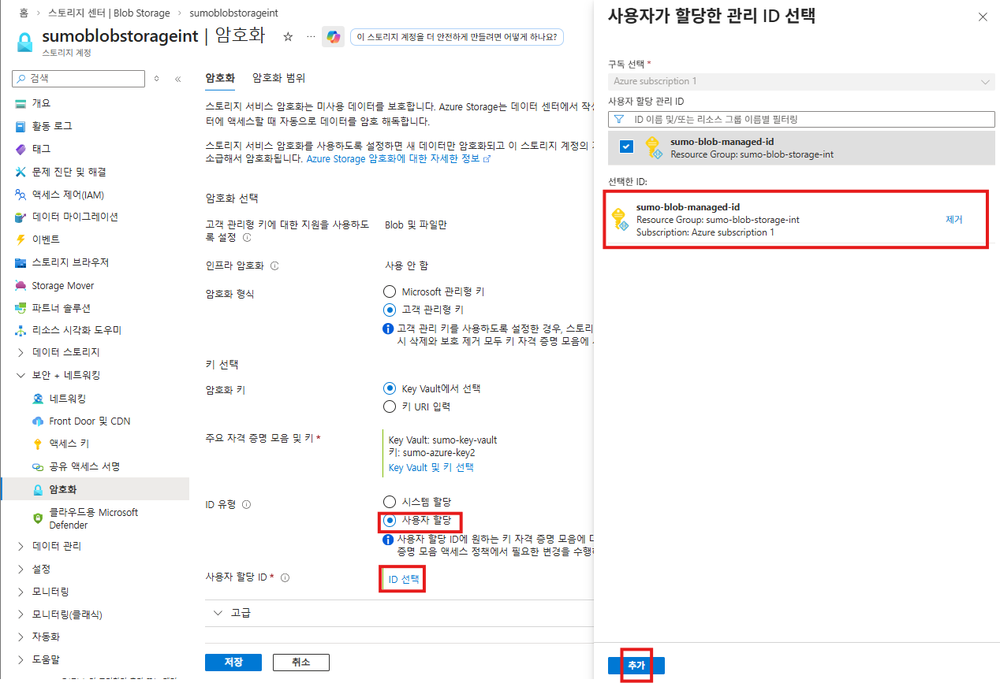 홈 > 스토리지 센터 | Blob Storage > sumoblobstorageint
sumoblobstorageint | 암호화
이 스토리지 계정을 더 안전하게 만들려면 어떻게 하나요?
스토리지 계정
검색
개요
활동 로그
태그
문제 진단 및 해결
액세스 제어(IAM)
데이터 마이그레이션
이벤트
스토리지 브라우저
Storage Mover
파트너 솔루션
리소스 시각화 도우미
데이터 스토리지
보안 + 네트워킹
네트워킹
Front Door 및 CDN
액세스 키
공유 액세스 서명
암호화
클라우드용 Microsoft
Defender
데이터 관리
설정
모니터링
모니터링(클래식)
자동화
도움말
암호화
암호화 범위
스토리지 서비스 암호화는 미사용 데이터를 보호합니다. Azure Storage는 데이터 센터에서 작성
터에 액세스할 때 자동으로 데이터를 암호 해독합니다.
스토리지 서비스 암호화를 사용하도록 설정하면 새 데이터만 암호화되고 이 스토리지 계정의
소급해서 암호화됩니다. Azure Storage 암호화에 대한 자세한 정보
암호화 선택
고객 관리형 키에 대한 지원을 사용하도
록 설정
Blob 및 파일만
인프라 암호화
사용 안 함
암호화 형식
Microsoft 관리형 키
고객 관리형 키
고객 관리 키를 사용하도록 설정한 경우, 스토리
시 삭제와 보호 제거 모두 키 자격 증명 모음에
키 선택
암호화 키
Key Vault에서 선택
키 URI 입력
주요 자격 증명 모음 및 키 *
Key Vault: sumo-key-vault
키: sumo-azure-key2
Key Vault 및 키 선택
ID 유형
시스템 할당
사용자 할당
사용자 할당 ID에 원하는 키 자격 증명 모음에
증명 모음 액세스 정책에서 필요한 변경을 수행
사용자 할당 ID *
ID 선택
고급
저장
취소
사용자가 할당한 관리 ID 선택
구독 선택 *
Azure subscription 1
사용자 할당 관리 ID
ID 이름 및/또는 리소스 그룹 이름별 필터링
sumo-blob-managed-id
Resource Group: sumo-blob-storage-int
선택한 ID:
sumo-blob-managed-id
Resource Group: sumo-blob-storage-int
Subscription: Azure subscription 1
제거
추가